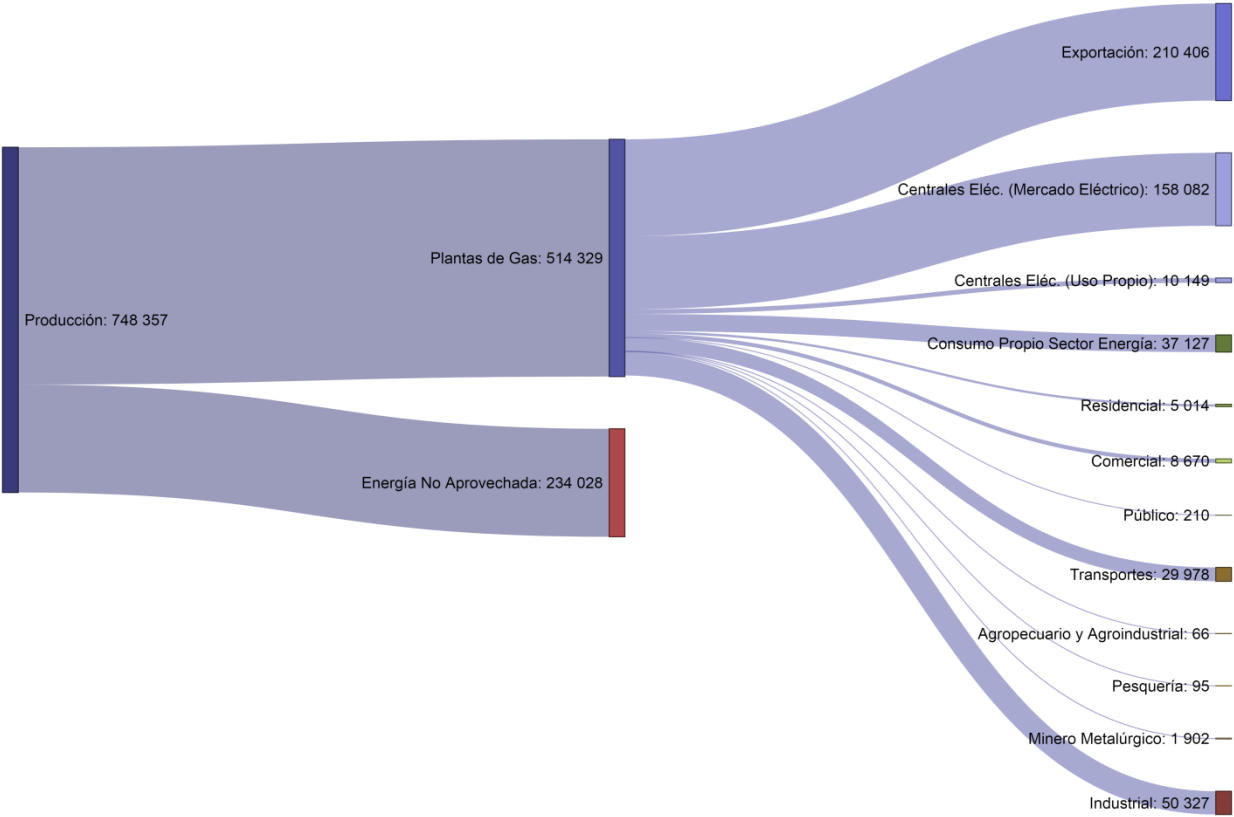 Producción: 748 357
Plantas de Gas: 514 329
Energía No Aprovechada: 234 028
Exportación: 210 406
Centrales Eléc. (Mercado Eléctrico): 158 082
Centrales Eléc. (Uso Propio): 10 149
Consumo Propio Sector Energía: 37 127
Residencial: 5 014
Comercial: 8 670
Público: 210
Transportes: 29 978
Agropecuario y Agroindustrial: 66
Pesquería: 95
Minero Metalúrgico: 1 902
Industrial: 50 327